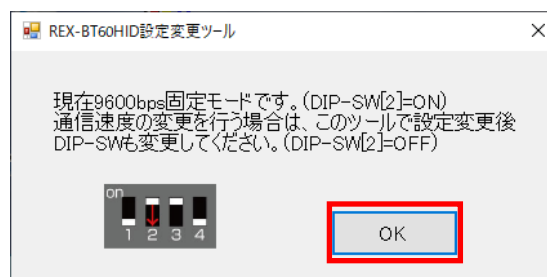 REX-BT60HID設定変更ツール
現在9600bps固定モードです。(DIP-SW[2]=ON)
通信速度の変更を行う場合は、このツールで設定変更後
DIP-SWも変更してください。(DIP-SW[2]=OFF)
on
1 2 3 4
OK